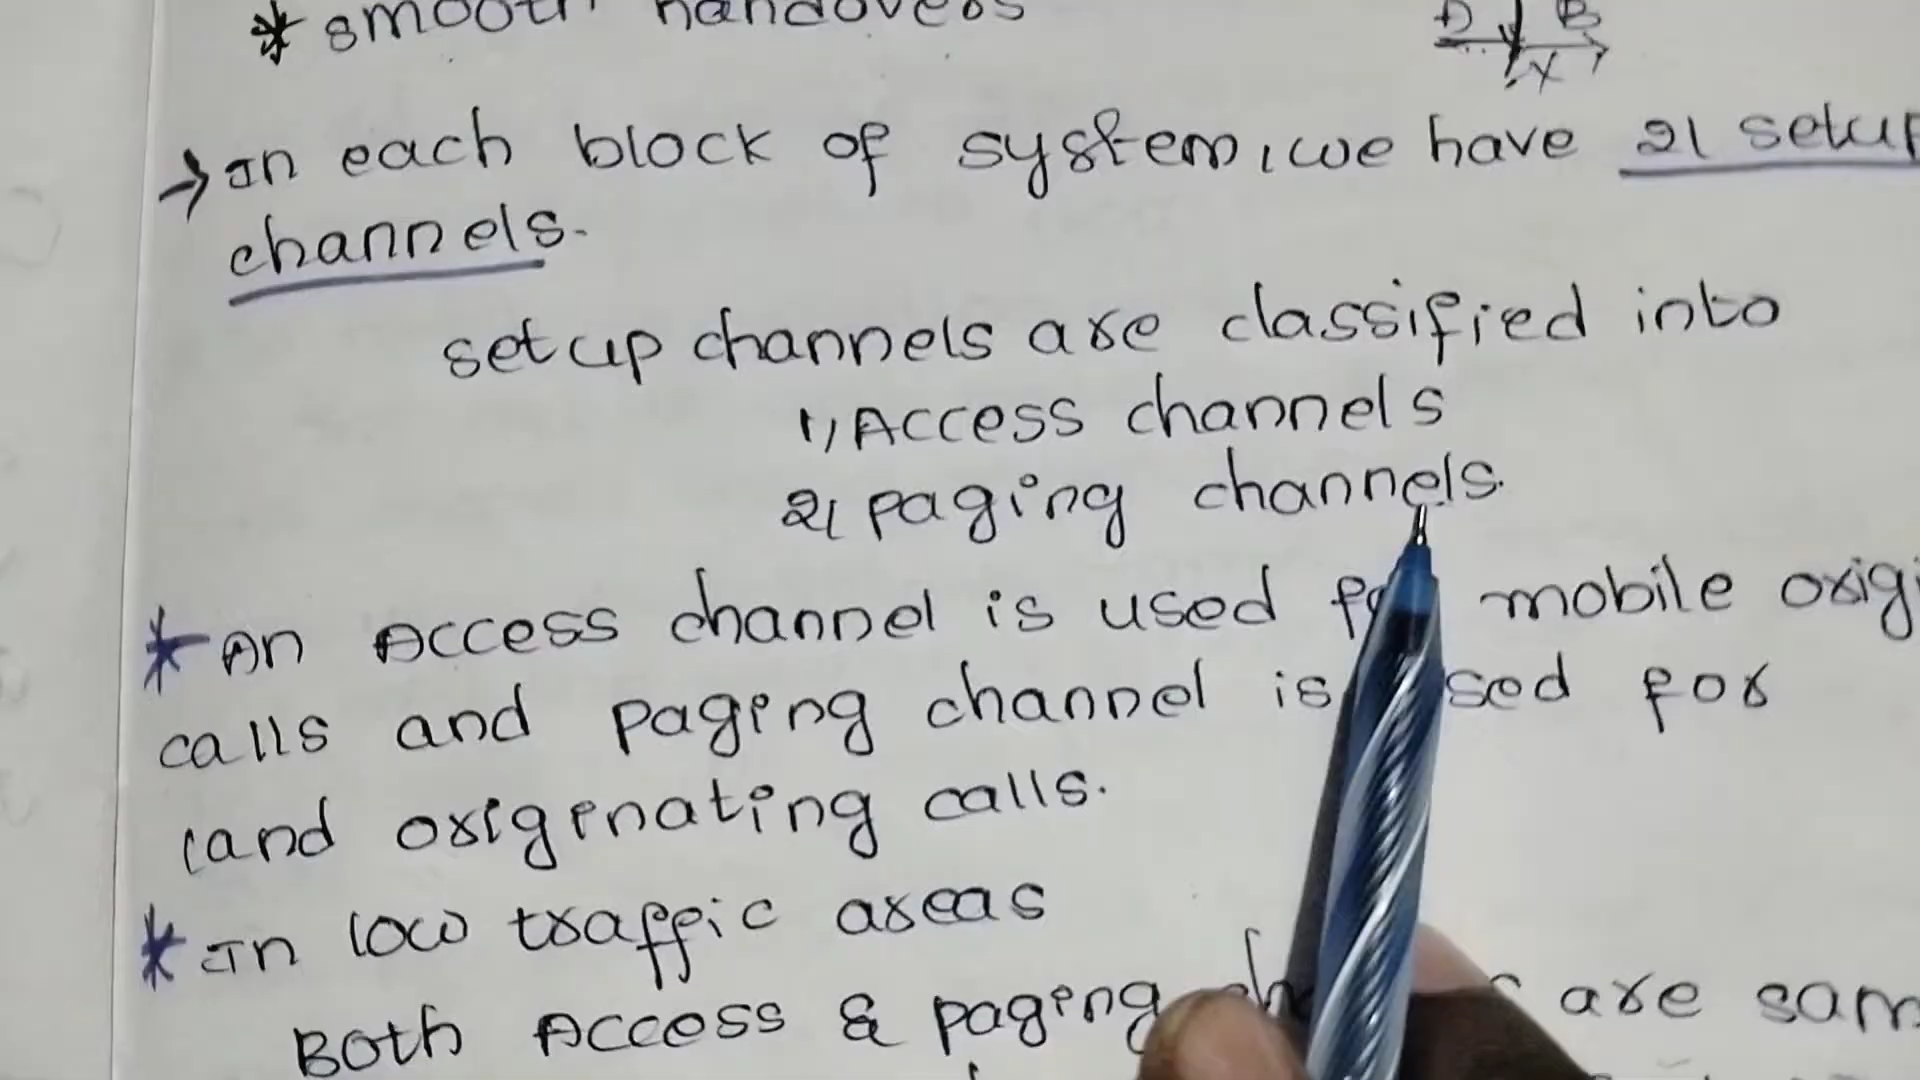 * smooth handovers
D B
X
→ In each block of system, we have 21 setup
channels.
setup channels are classified into
1, Access channels
2, paging channels.
* An Access channel is used for mobile origi
calls and paging channel is used for
land originating calls.
* In low traffic areas
Both Access & paging are sam